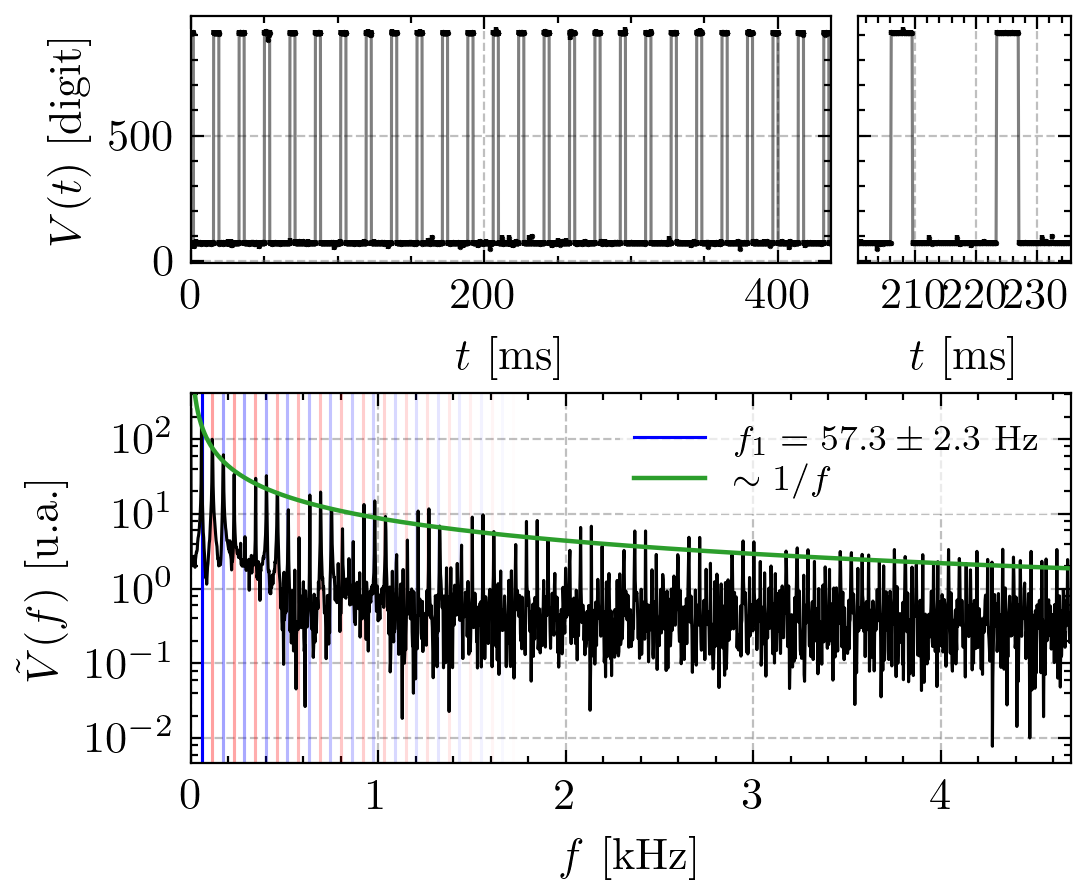 V(t) [digit]
500
0
0 200 400
210 220 230
t [ms]
t [ms]
Ṽ(f) [u.a.]
10²
10¹
10⁰
10⁻¹
10⁻²
f₁ = 57.3 ± 2.3 Hz
∼ 1/f
0 1 2 3 4
f [kHz]